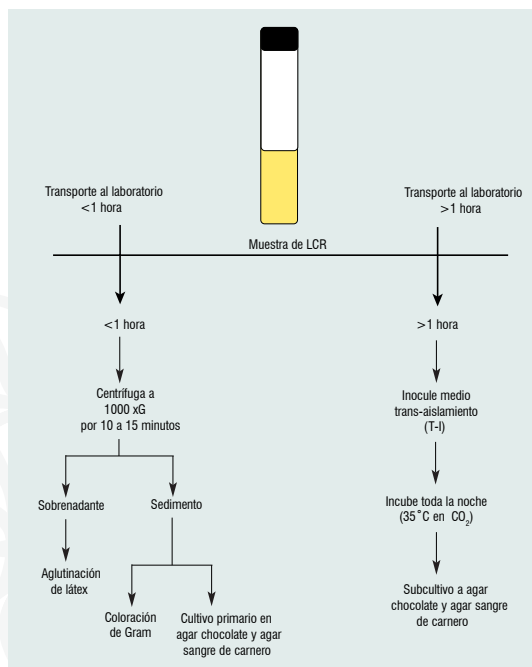 Transporte al laboratorio
<1 hora
Transporte al laboratorio
>1 hora
Muestra de LCR
<1 hora
>1 hora
Centrífuga a
1000 xG
por 10 a 15 minutos
Inocule medio
trans-aislamiento
(T-I)
Sobrenadante
Sedimento
Incube toda la noche
(35˚C en CO₂)
Aglutinación
de látex
Coloración
de Gram
Cultivo primario en
agar chocolate y agar
sangre de carnero
Subcultivo a agar
chocolate y agar sangre
de carnero